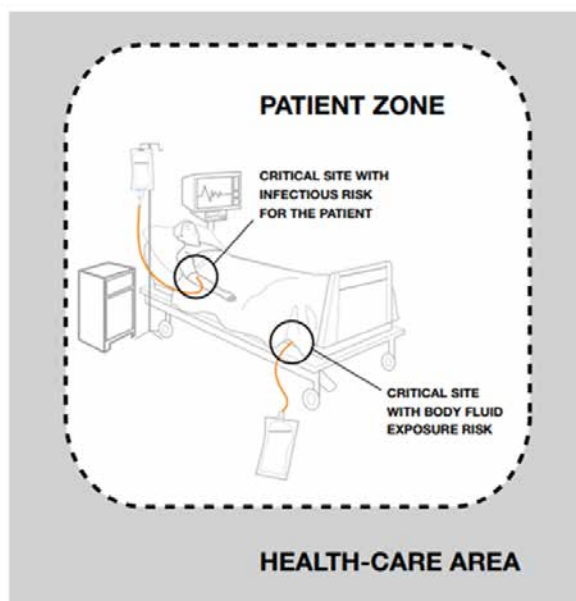 PATIENT ZONE
CRITICAL SITE WITH
INFECTIOUS RISK
FOR THE PATIENT
CRITICAL SITE
WITH BODY FLUID
EXPOSURE RISK
HEALTH-CARE AREA